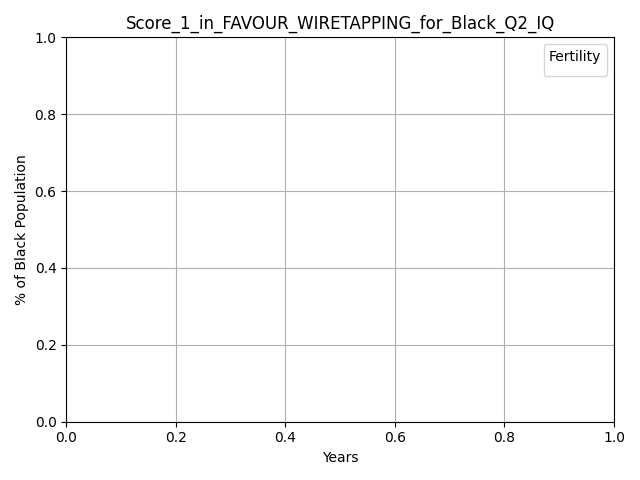 Score_1_in_FAVOUR_WIRETAPPING_for_Black_Q2_IQ
Fertility
% of Black Population
1.0
0.8
0.6
0.4
0.2
0.0
0.0 0.2 0.4 0.6 0.8 1.0
Years